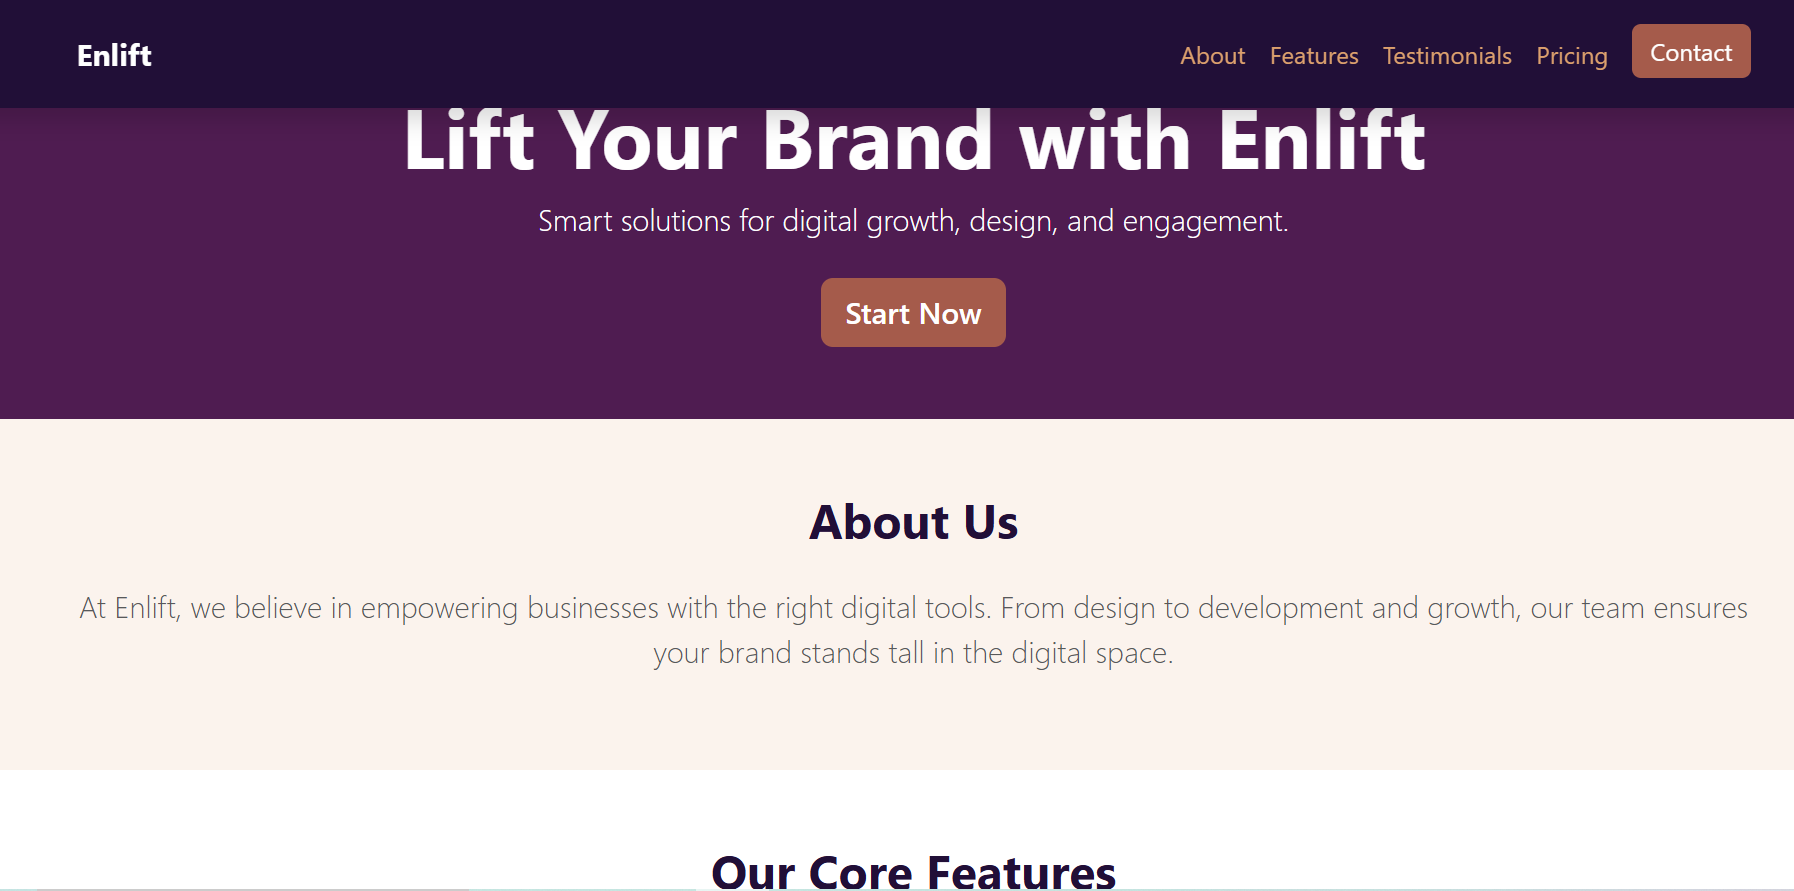 Enlift
About Features Testimonials Pricing Contact
Lift Your Brand with Enlift
Smart solutions for digital growth, design, and engagement.
Start Now
About Us
At Enlift, we believe in empowering businesses with the right digital tools. From design to development and growth, our team ensures
your brand stands tall in the digital space.
Our Core Features